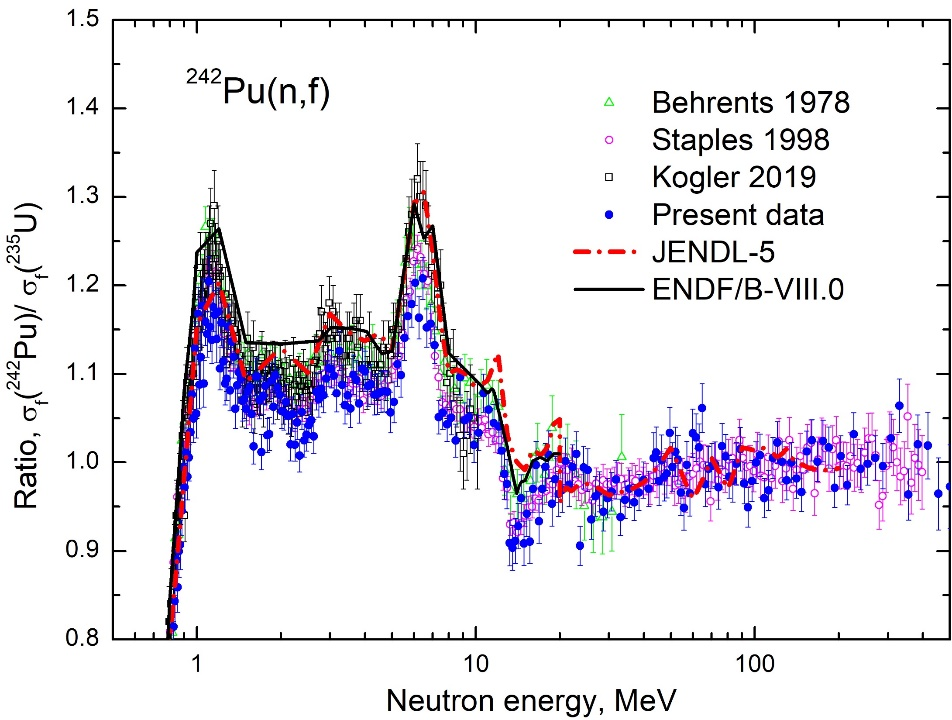 1.5
1.4
1.3
1.2
1.1
1.0
0.9
0.8
Ratio, σf(²⁴²Pu)/ σf(²³⁵U)
²⁴²Pu(n,f)
Behrents 1978
Staples 1998
Kogler 2019
Present data
JENDL-5
ENDF/B-VIII.0
1
10
100
Neutron energy, MeV